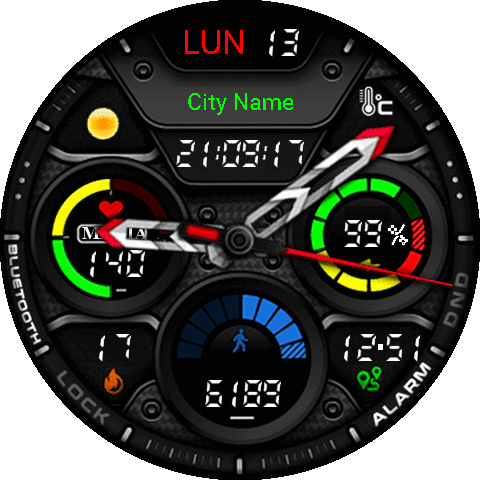 LUN 13
°C
City Name
21:09:17
140
99 %
BLUETOOTH
DND
17
12.51
6189
LOCK
ALARM